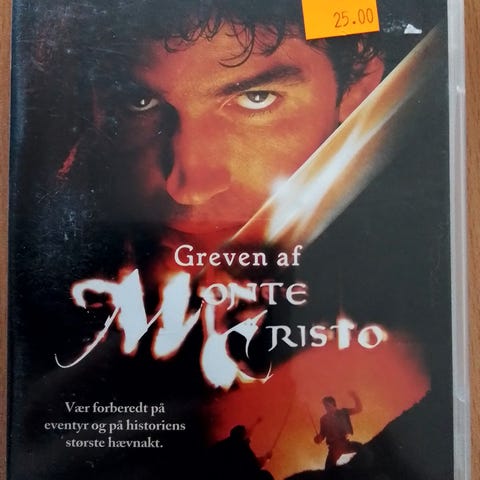 25.00
Greven af
MONTE
CRISTO
Vær forberedt på
eventyr og på historiens
største hævnakt.